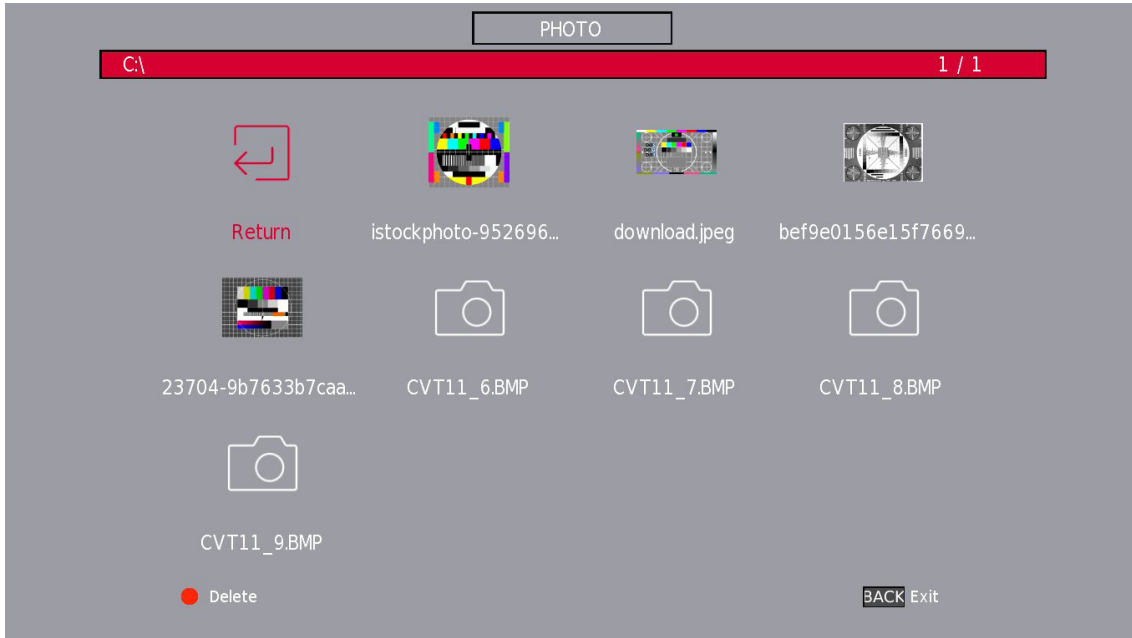 PHOTO
C:\ 1 / 1
Return istockphoto-952696... download.jpeg bef9e0156e15f7669...
23704-9b7633b7caa... CVT11_6.BMP CVT11_7.BMP CVT11_8.BMP
CVT11_9.BMP
Delete BACK Exit